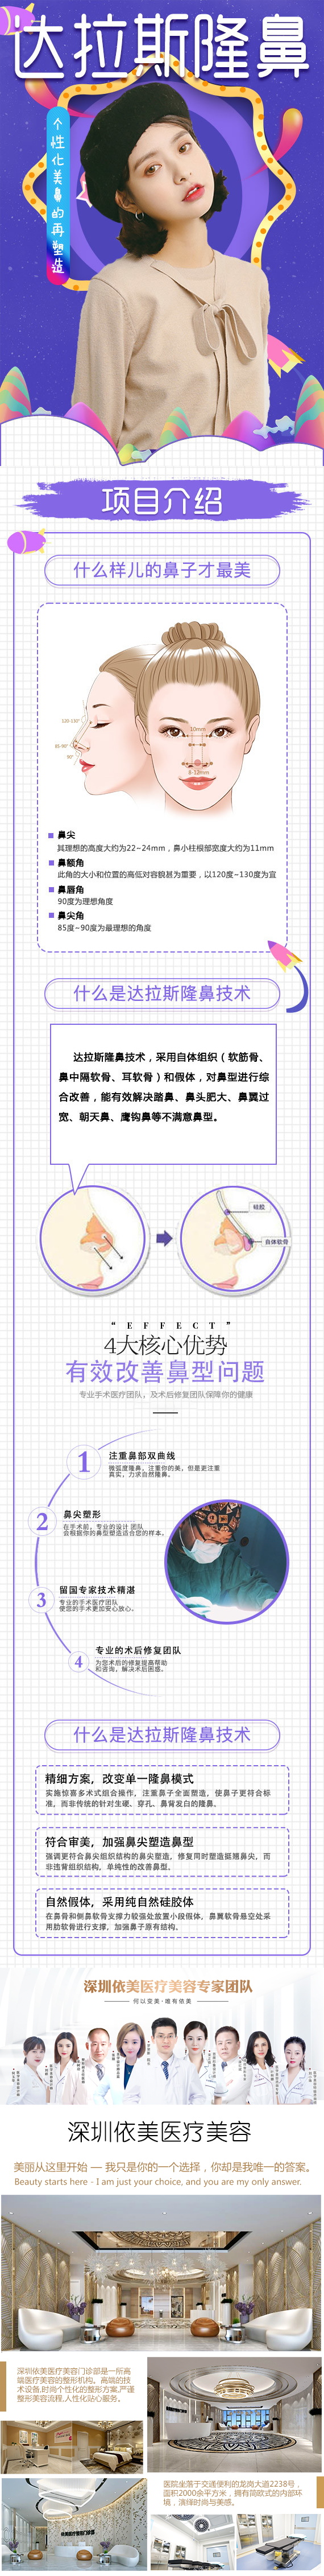 达拉斯隆鼻
个性化美鼻的再塑造
项目介绍
什么样儿的鼻子才最美
120-130°
85-90°
90°
10mm
8-12mm
鼻尖
其理想的高度大约为22~24mm，鼻小柱根部宽度大约为11mm
鼻额角
此角的大小和位置的高低对容貌甚为重要，以120度~130度为宜
鼻唇角
90度为理想角度
鼻尖角
85度~90度为最理想的角度
什么是达拉斯隆鼻技术
达拉斯隆鼻技术，采用自体组织（软筋骨、
鼻中隔软骨、耳软骨）和假体，对鼻型进行综
合改善，能有效解决踏鼻、鼻头肥大、鼻翼过
宽、朝天鼻、鹰钩鼻等不满意鼻型。
硅胶
自体软骨
“ E F F E C T ”
4大核心优势
有效改善鼻型问题
专业手术医疗团队，及术后修复团队保障你的健康
1
注重鼻部双曲线
微弧度隆鼻，注重你的美，但是更注重
真实，力求自然隆鼻。
2
鼻尖塑形
在手术前，专业的设计 团队
会根据你的鼻型塑造适合您的样本。
3
留国专家技术精湛
专业的手术医疗团队
使您的手术更加安心放心。
4
专业的术后修复团队
为您术后的修复提高帮助
和咨询，解决术后困惑。
什么是达拉斯隆鼻技术
精细方案，改变单一隆鼻模式
实施惊喜多术式组合操作，注重鼻子全面塑造，使鼻子更符合标
准，而非传统的针对生硬、穿孔、鼻背发白的隆鼻。
符合审美，加强鼻尖塑造鼻型
强调更符合鼻尖组织结构的鼻尖塑造，修复同时塑造挺翘鼻尖，而
非违背组织结构，单纯性的改善鼻型。
自然假体，采用纯自然硅胶体
在鼻骨和侧鼻软骨支撑力较强处放置小段假体，鼻翼软骨悬空处采
用肋软骨进行支撑，加强鼻子原有结构。
深圳依美医疗美容专家团队
何以变美·唯有依美
深圳依美医疗美容
美丽从这里开始 — 我只是你的一个选择，你却是我唯一的答案。
Beauty starts here - I am just your choice, and you are my only answer.
深圳依美医疗美容门诊部是一所高
端医疗美容的整形机构。高端的技
术设备,时尚个性化的整形方案,严谨
整形美容流程,人性化贴心服务。
医院坐落于交通便利的龙岗大道2238号，
面积2000余平方米，拥有简欧式的内部环
境，演绎时尚与美感。